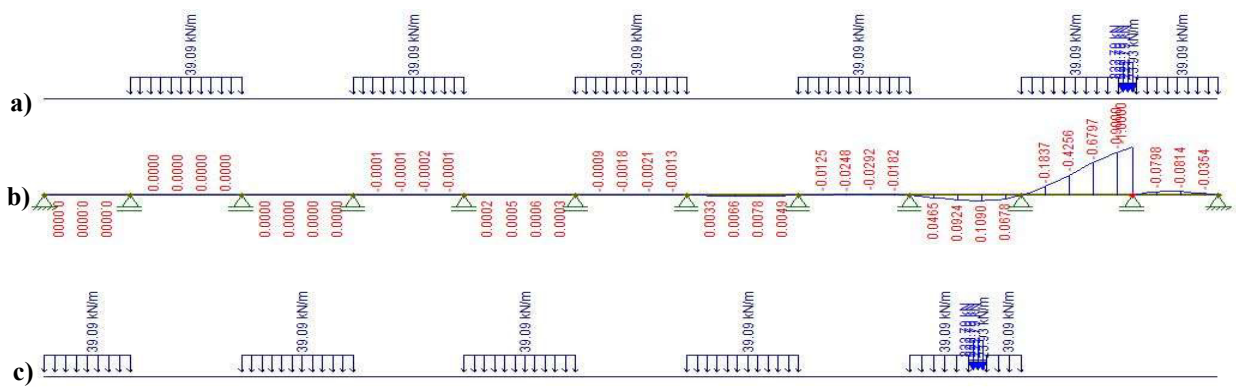 39.09 kN/m 39.09 kN/m 39.09 kN/m 39.09 kN/m 39.09 kN/m 39.09 kN/m
a)
0.0000 0.0000 0.0000 0.0000 -0.0001 -0.0001 -0.0002 -0.0001 -0.0009 -0.0018 -0.0021 -0.0013 -0.0125 -0.0248 -0.0292 -0.0182 -0.1837 -0.4256 -0.6797 -0.9000 -1.0000 -0.0798 -0.0814 -0.0354
b)
0.0000 0.0000 0.0000 0.0000 0.0000 0.0000 0.0000 0.0002 0.0005 0.0006 0.0003 0.0033 0.0066 0.0078 0.0049 0.0465 0.0924 0.1090 0.0678
39.09 kN/m 39.09 kN/m 39.09 kN/m 39.09 kN/m 39.09 kN/m 39.09 kN/m
c)